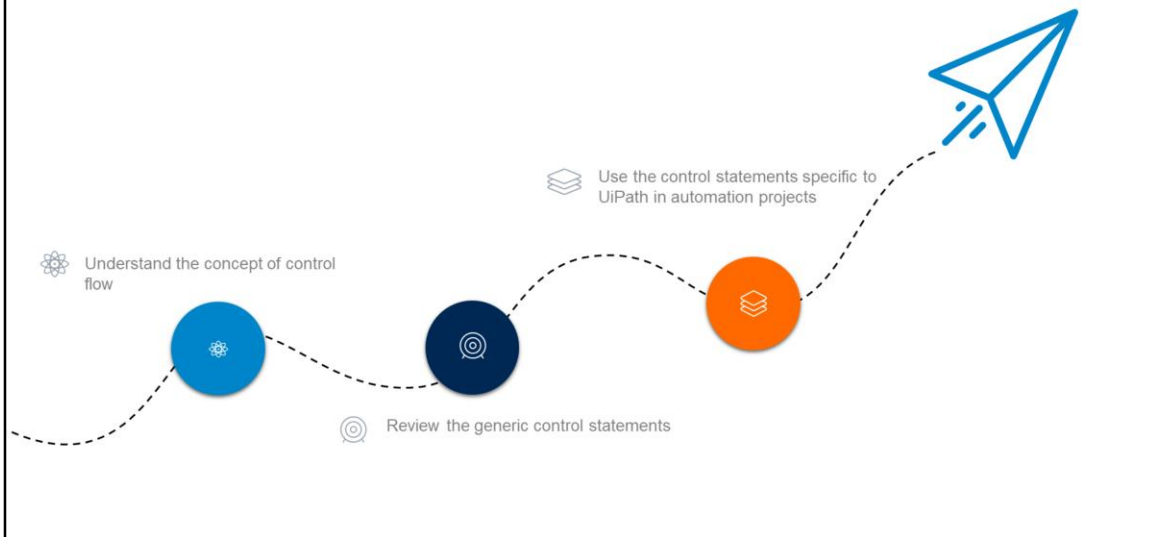 Use the control statements specific to
UiPath in automation projects
Understand the concept of control
flow
Review the generic control statements